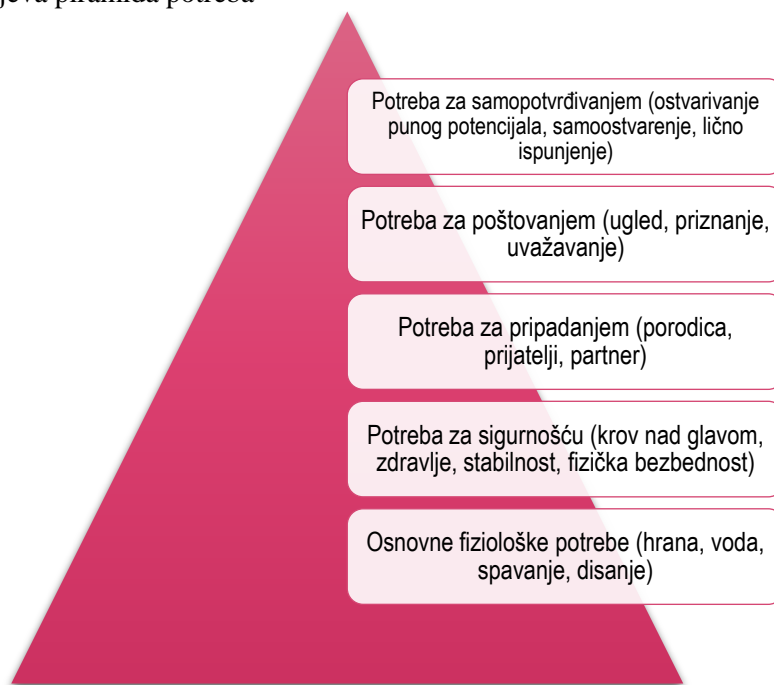 jeva piramida potreba
Potreba za samopotvrđivanjem (ostvarivanje
punog potencijala, samoostvarenje, lično
ispunjenje)
Potreba za poštovanjem (ugled, priznanje,
uvažavanje)
Potreba za pripadanjem (porodica,
prijatelji, partner)
Potreba za sigurnošću (krov nad glavom,
zdravlje, stabilnost, fizička bezbednost)
Osnovne fiziološke potrebe (hrana, voda,
spavanje, disanje)